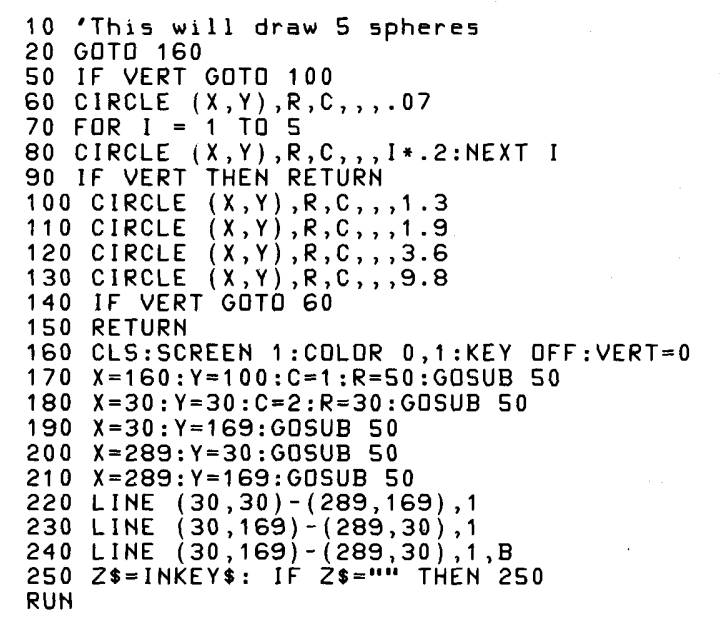 10 'This will draw 5 spheres
20 GOTO 160
50 IF VERT GOTO 100
60 CIRCLE (X,Y),R,C,,,.07
70 FOR I = 1 TO 5
80 CIRCLE (X,Y),R,C,,,I*.2:NEXT I
90 IF VERT THEN RETURN
100 CIRCLE (X,Y),R,C,,,1.3
110 CIRCLE (X,Y),R,C,,,1.9
120 CIRCLE (X,Y),R,C,,,3.6
130 CIRCLE (X,Y),R,C,,,9.8
140 IF VERT GOTO 60
150 RETURN
160 CLS:SCREEN 1:COLOR 0,1:KEY OFF:VERT=0
170 X=160:Y=100:C=1:R=50:GOSUB 50
180 X=30:Y=30:C=2:R=30:GOSUB 50
190 X=30:Y=169:GOSUB 50
200 X=289:Y=30:GOSUB 50
210 X=289:Y=169:GOSUB 50
220 LINE (30,30)-(289,169),1
230 LINE (30,169)-(289,30),1
240 LINE (30,169)-(289,30),1,B
250 Z$=INKEY$: IF Z$="" THEN 250
RUN